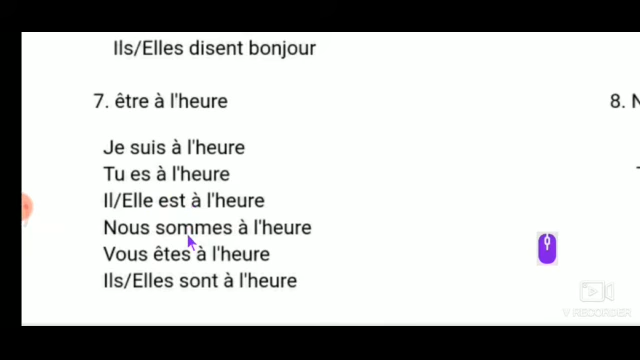 Ils/Elles disent bonjour
7. être à l'heure
8. N
Je suis à l'heure
Tu es à l'heure
Il/Elle est à l'heure
Nous sommes à l'heure
Vous êtes à l'heure
Ils/Elles sont à l'heure
V RECORDER